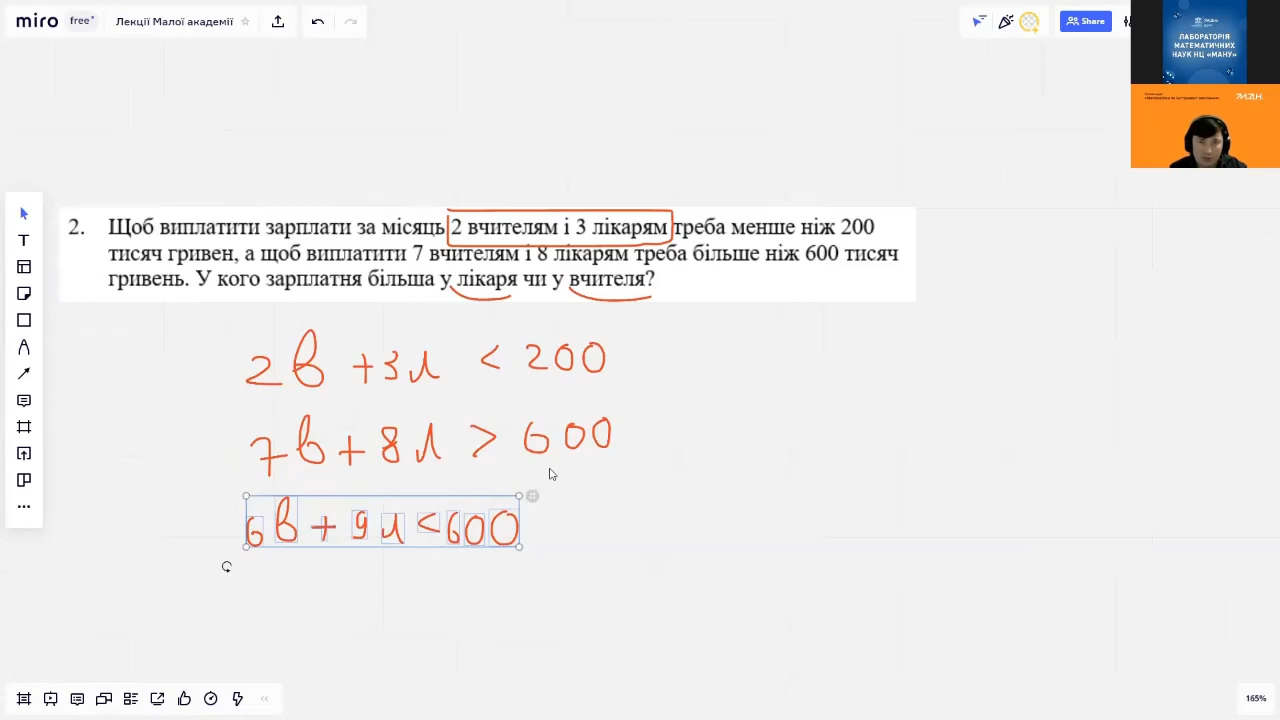 miro free Лекції Малої академії Share
ЛАБОРАТОРІЯ
МАТЕМАТИЧНИХ
НАУК НЦ «МАНУ»
2. Щоб виплатити зарплати за місяць 2 вчителям і 3 лікарям треба менше ніж 200
тисяч гривен, а щоб виплатити 7 вчителям і 8 лікарям треба більше ніж 600 тисяч
гривень. У кого зарплатня більша у лікаря чи у вчителя?
2в + 3л < 200
7в + 8л > 600
6в + 9л < 600
165%